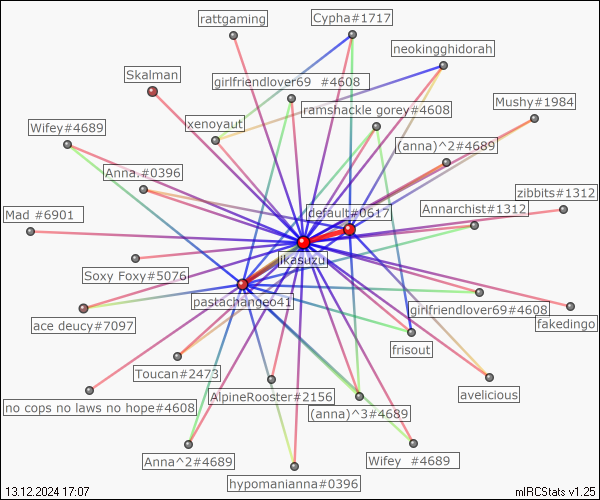 rattgaming
Cypha#1717
neokingghidorah
Skalman
girlfriendlover69 #4608
ramshackle gorey#4608
Mushy#1984
Wifey#4689
xenoyaut
(anna)^2#4689
Anna.#0396
zibbits#1312
Mad #6901
default#0617
Annarchist#1312
ikasuzu
Soxy Foxy#5076
pastachange041
girlfriendlover69#4608
ace deucy#7097
fakedingo
frisout
Toucan#2473
AlpineRooster#2156
avelicious
no cops no laws no hope#4608
(anna)^3#4689
Anna^2#4689
Wifey #4689
hypomanianna#0396
13.12.2024 17:07
mIRCStats v1.25